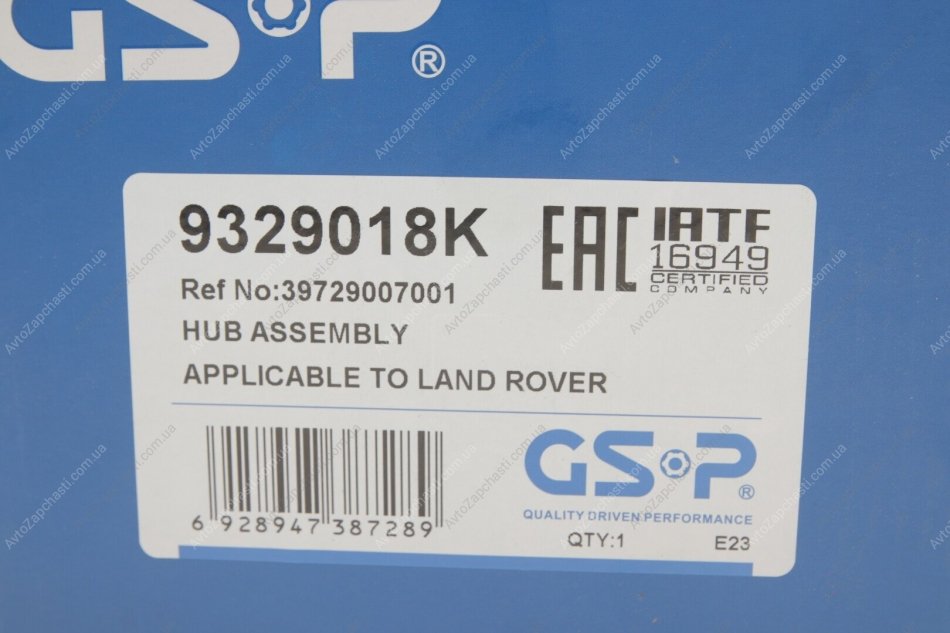 GSP®
9329018K
EAC
IATF
16949
CERTIFIED
COMPANY
Ref No:39729007001
HUB ASSEMBLY
APPLICABLE TO LAND ROVER
6 928947 387289
GSP®
QUALITY DRIVEN PERFORMANCE
QTY:1 E23
AvtoZapchasti.com.ua